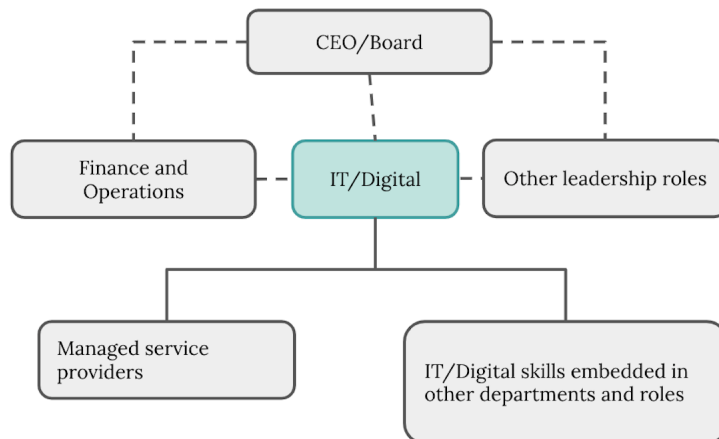 CEO/Board
Finance and
Operations
IT/Digital
Other leadership roles
Managed service
providers
IT/Digital skills embedded in
other departments and roles